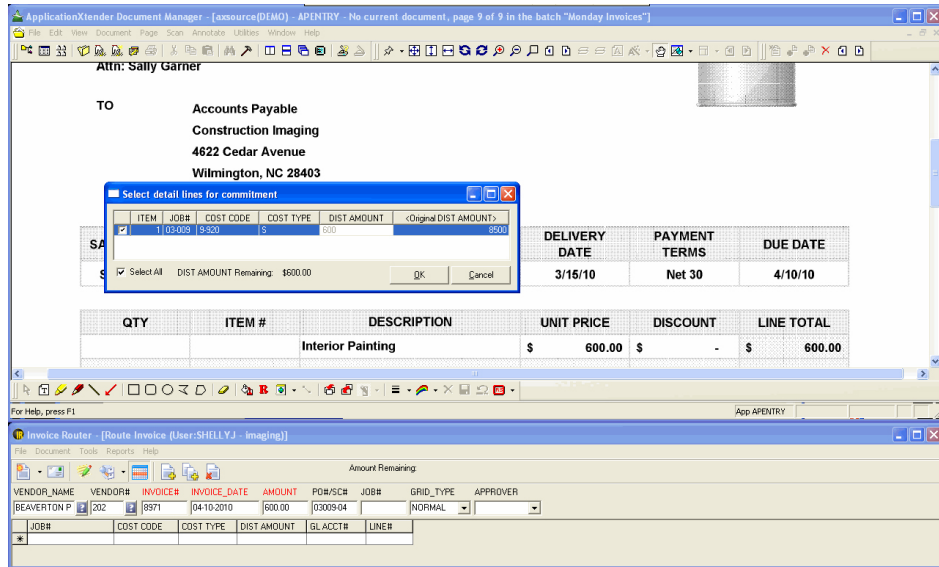 ApplicationXtender Document Manager - [axsource(DEMO) - APENTRY - No current document, page 9 of 9 in the batch "Monday Invoices"]
File Edit View Document Page Scan Annotate Utilities Window Help
Attn: Sally Garner
TO
Accounts Payable
Construction Imaging
4622 Cedar Avenue
Wilmington, NC 28403
Select detail lines for commitment
ITEM JOB# COST CODE COST TYPE DIST AMOUNT <Original DIST AMOUNT>
1 03-009 9-920 S 600 8500
Select All DIST AMOUNT Remaining: $600.00 OK Cancel
SA
DELIVERY DATE PAYMENT TERMS DUE DATE
S 3/15/10 Net 30 4/10/10
QTY ITEM # DESCRIPTION UNIT PRICE DISCOUNT LINE TOTAL
Interior Painting $ 600.00 $ - $ 600.00
For Help, press F1 App APENTRY
Invoice Router - [Route Invoice (User:SHELLYJ - imaging)]
File Document Tools Reports Help
Amount Remaining:
VENDOR_NAME VENDOR# INVOICE# INVOICE_DATE AMOUNT PO#/SC# JOB# GRID_TYPE APPROVER
BEAVERTON P 202 8971 04-10-2010 600.00 03009-04 NORMAL
JOB# COST CODE COST TYPE DIST AMOUNT GL ACCT# LINE#